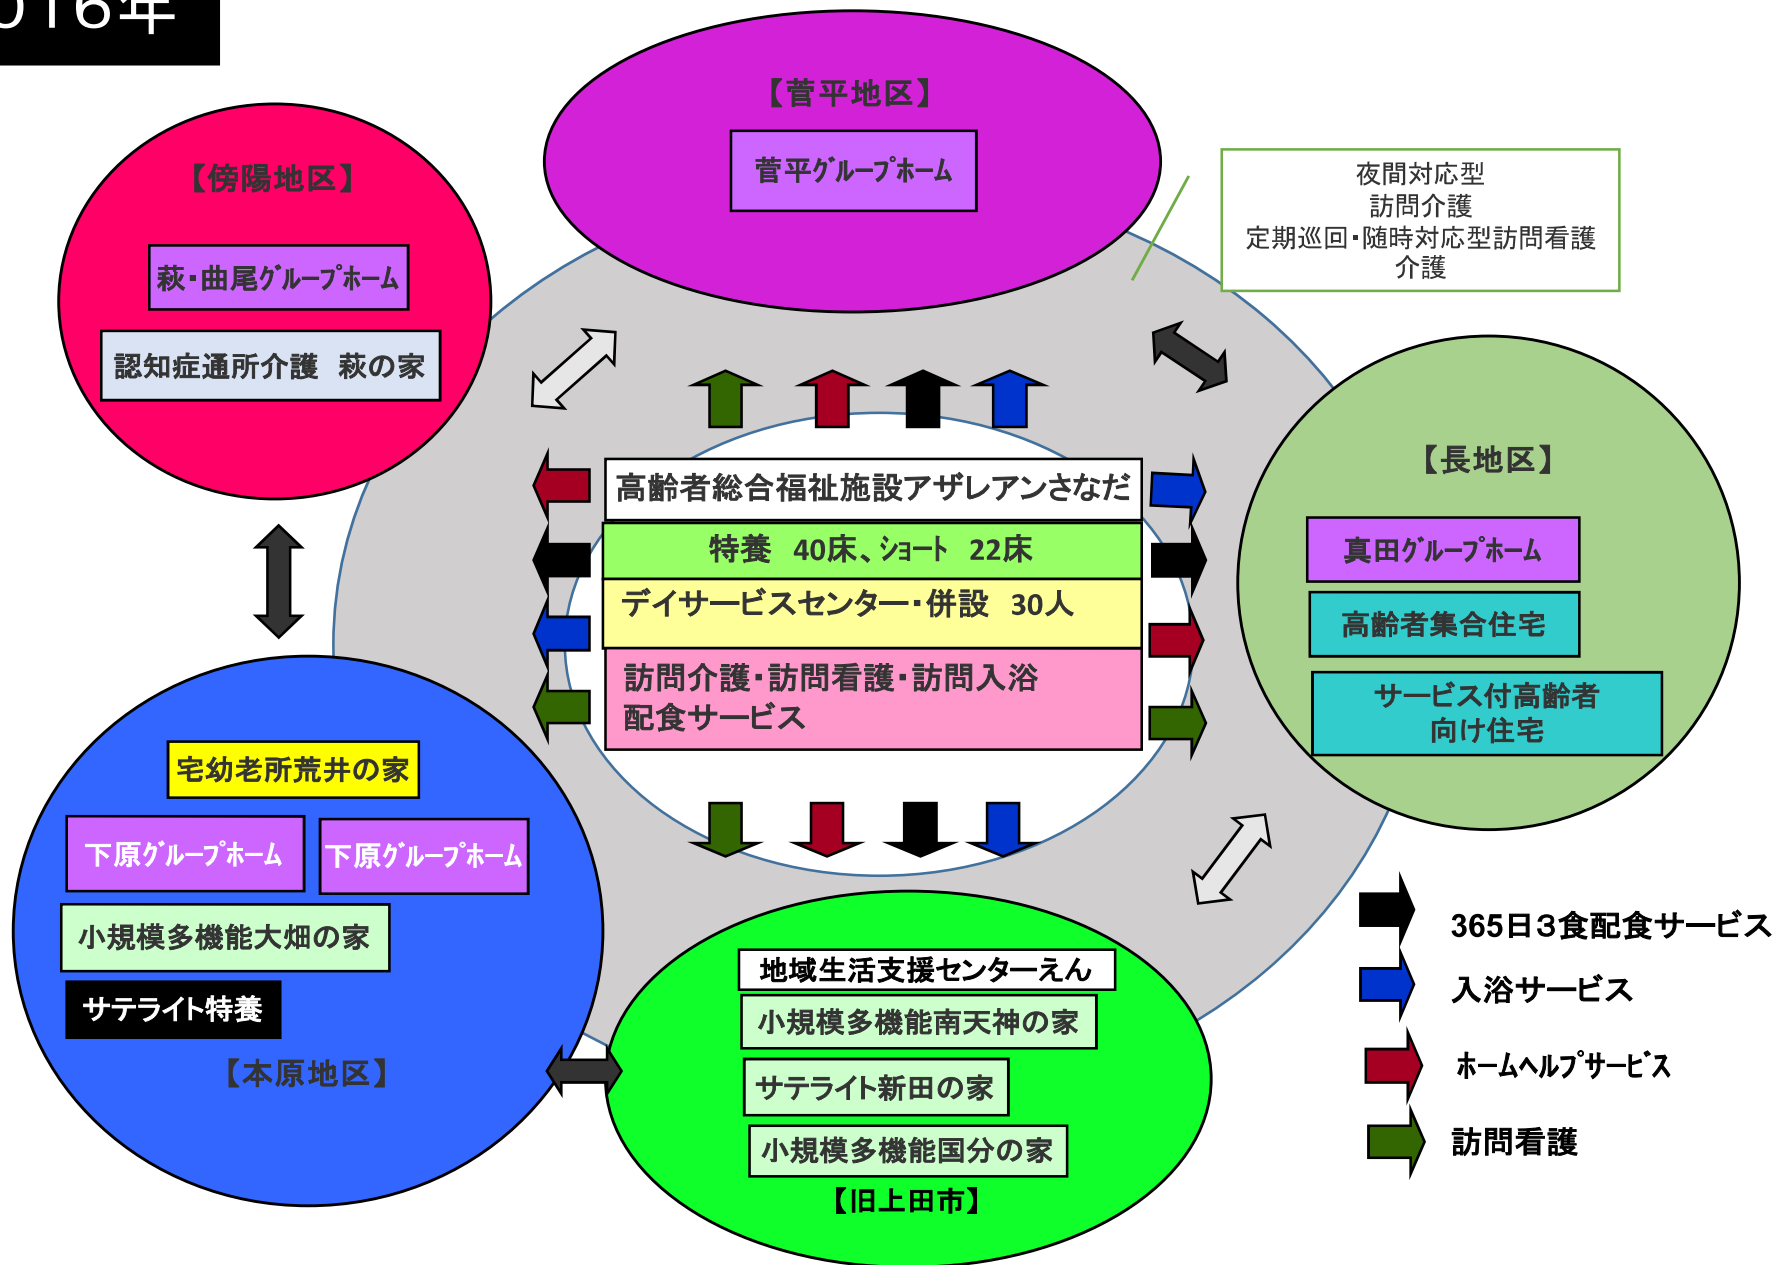 016年
【菅平地区】
菅平グループホーム
【傍陽地区】
萩・曲尾グループホーム
認知症通所介護　萩の家
夜間対応型
訪問介護
定期巡回・随時対応型訪問看護
介護
高齢者総合福祉施設アザレアンさなだ
特養　40床、ショート　22床
デイサービスセンター・併設　30人
訪問介護・訪問看護・訪問入浴
配食サービス
【長地区】
真田グループホーム
高齢者集合住宅
サービス付高齢者
向け住宅
宅幼老所荒井の家
下原グループホーム
下原グループホーム
小規模多機能大畑の家
サテライト特養
【本原地区】
地域生活支援センターえん
小規模多機能南天神の家
サテライト新田の家
小規模多機能国分の家
【旧上田市】
365日３食配食サービス
入浴サービス
ホームヘルプサービス
訪問看護